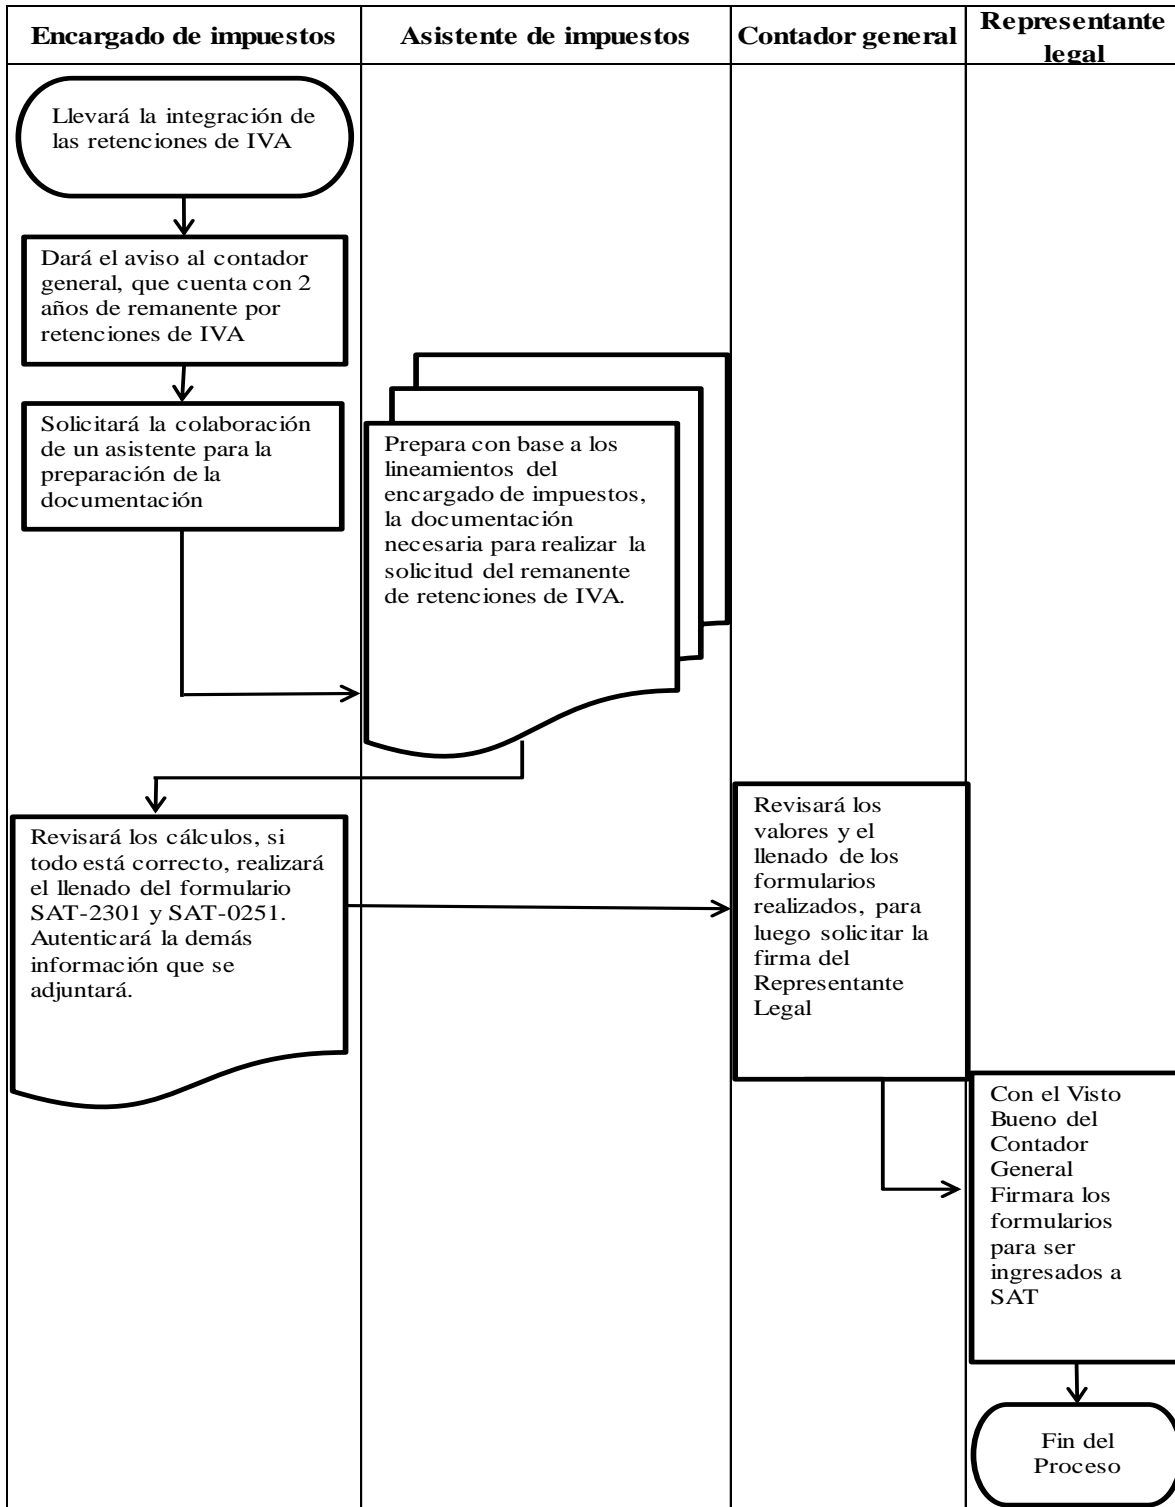 Encargado de impuestos
Asistente de impuestos
Contador general
Representante
legal
Llevará la integración de
las retenciones de IVA
Dará el aviso al contador
general, que cuenta con 2
años de remanente por
retenciones de IVA
Solicitará la colaboración
de un asistente para la
preparación de la
documentación
Prepara con base a los
lineamientos del
encargado de impuestos,
la documentación
necesaria para realizar la
solicitud del remanente
de retenciones de IVA.
Revisará los cálculos, si
todo está correcto, realizará
el llenado del formulario
SAT-2301 y SAT-0251.
Autenticará la demás
información que se
adjuntará.
Revisará los
valores y el
llenado de los
formularios
realizados, para
luego solicitar la
firma del
Representante
Legal
Con el Visto
Bueno del
Contador
General
Firmara los
formularios
para ser
ingresados a
SAT
Fin del
Proceso